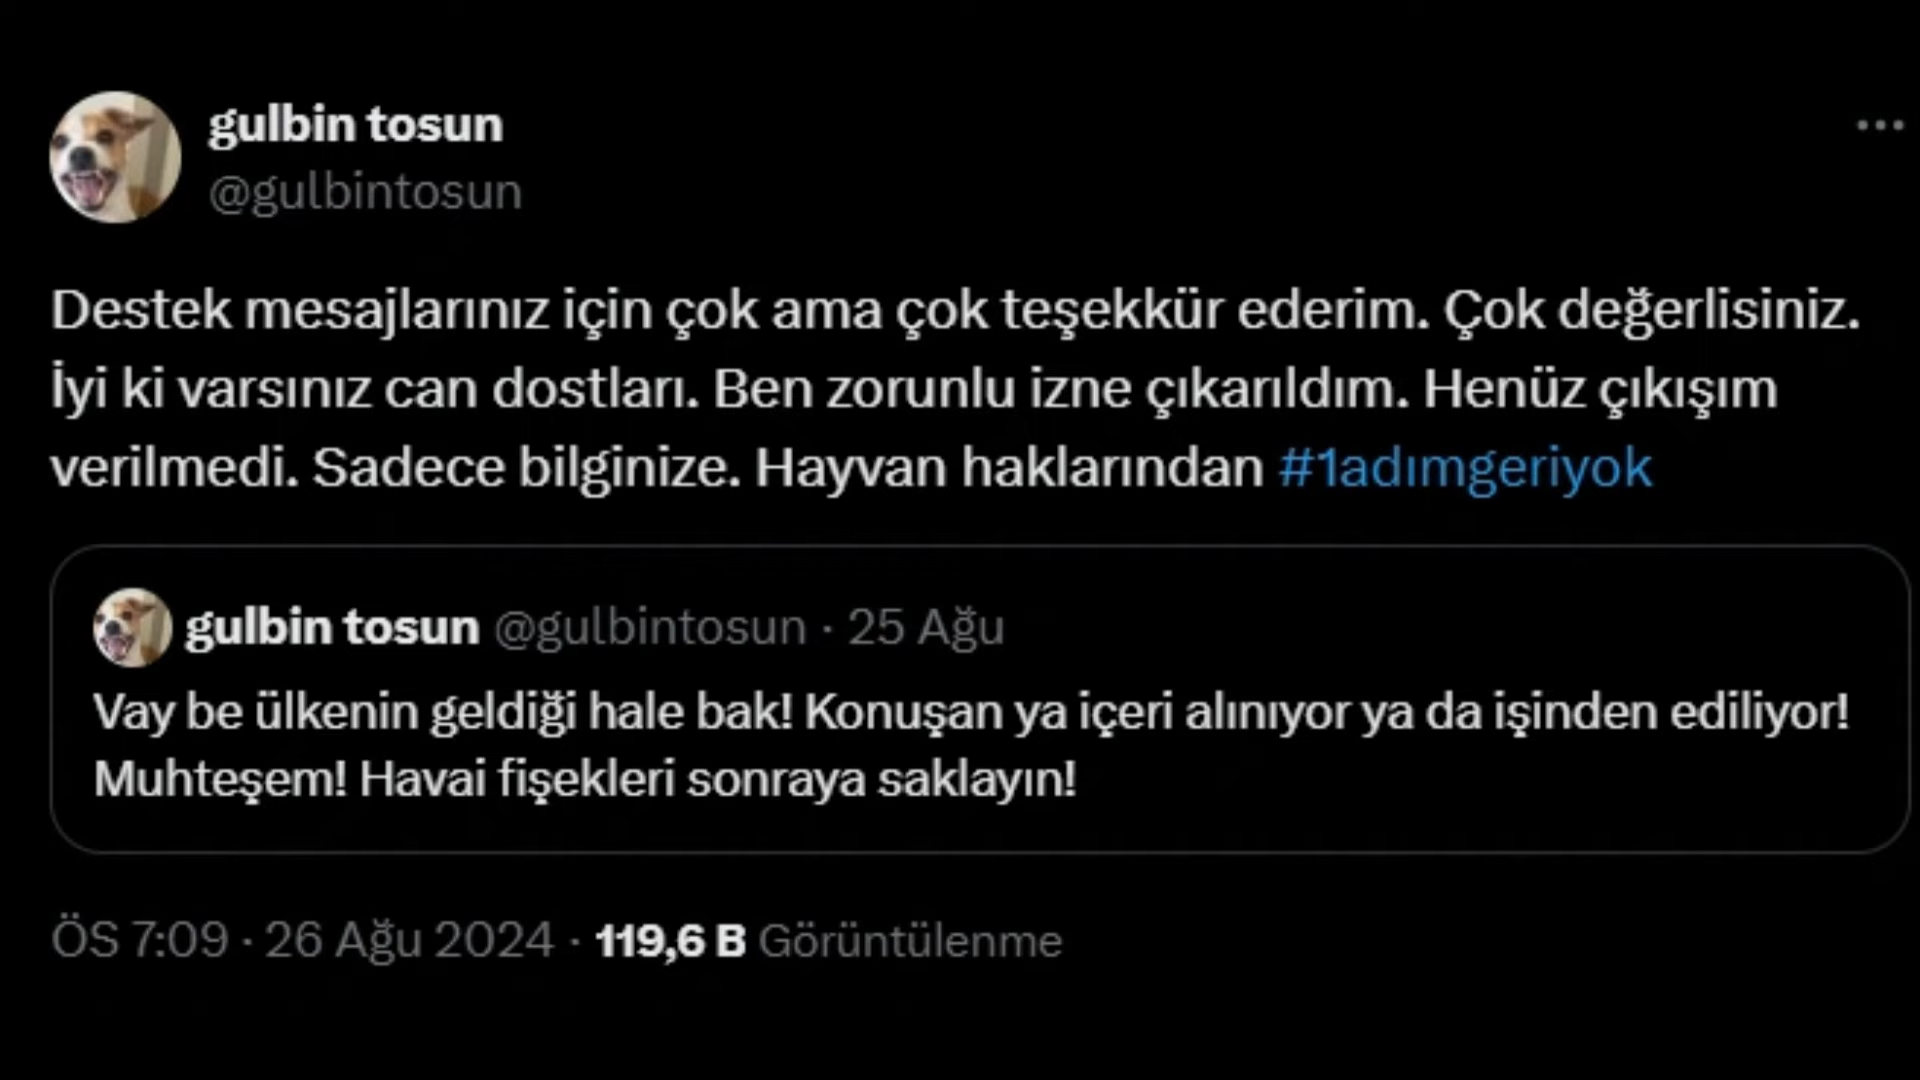 gulbin tosun
@gulbintosun
Destek mesajlarınız için çok ama çok teşekkür ederim. Çok değerlisiniz.
İyi ki varsınız can dostları. Ben zorunlu izne çıkarıldım. Henüz çıkışım
verilmedi. Sadece bilginize. Hayvan haklarından #1adımgeriyok
gulbin tosun @gulbintosun · 25 Ağu
Vay be ülkenin geldiği hale bak! Konuşan ya içeri alınıyor ya da işinden ediliyor!
Muhteşem! Havai fişekleri sonraya saklayın!
ÖS 7:09 · 26 Ağu 2024 · 119,6 B Görüntülenme